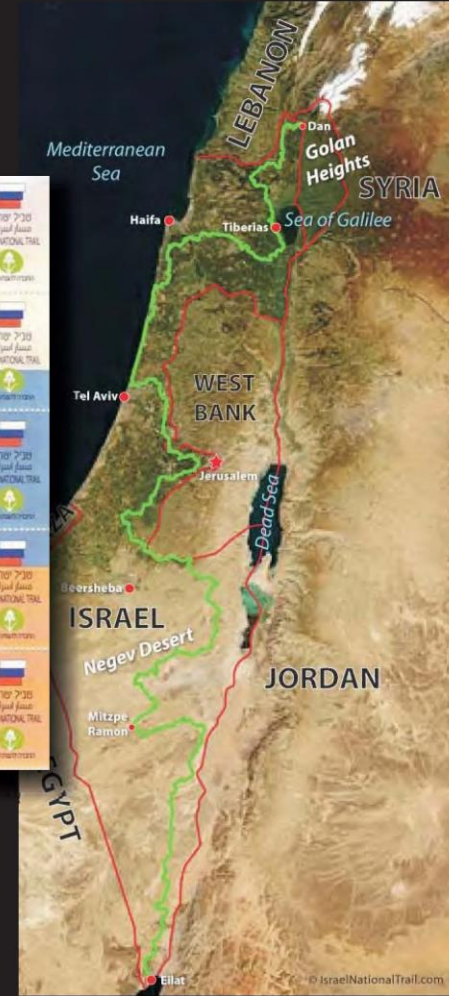 LEBANON
Dan
Golan
Heights
Mediterranean
Sea
SYRIA
Haifa
Tiberias
Sea of Galilee
WEST
BANK
Tel Aviv
Jerusalem
Dead Sea
ZA
Beersheba
ISRAEL
Negev Desert
JORDAN
Mitzpe
Ramon
EGYPT
Eilat
© IsraelNationalTrail.com
NATIONAL TRAIL
NATIONAL TRAIL
NATIONAL TRAIL
NATIONAL TRAIL
NATIONAL TRAIL